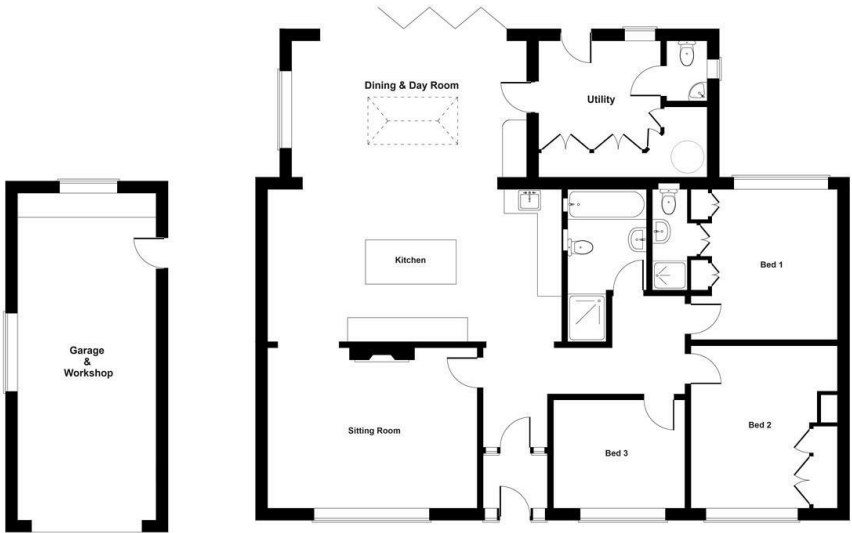 Dining & Day Room
Utility
Kitchen
Bed 1
Garage
&
Workshop
Sitting Room
Bed 3
Bed 2